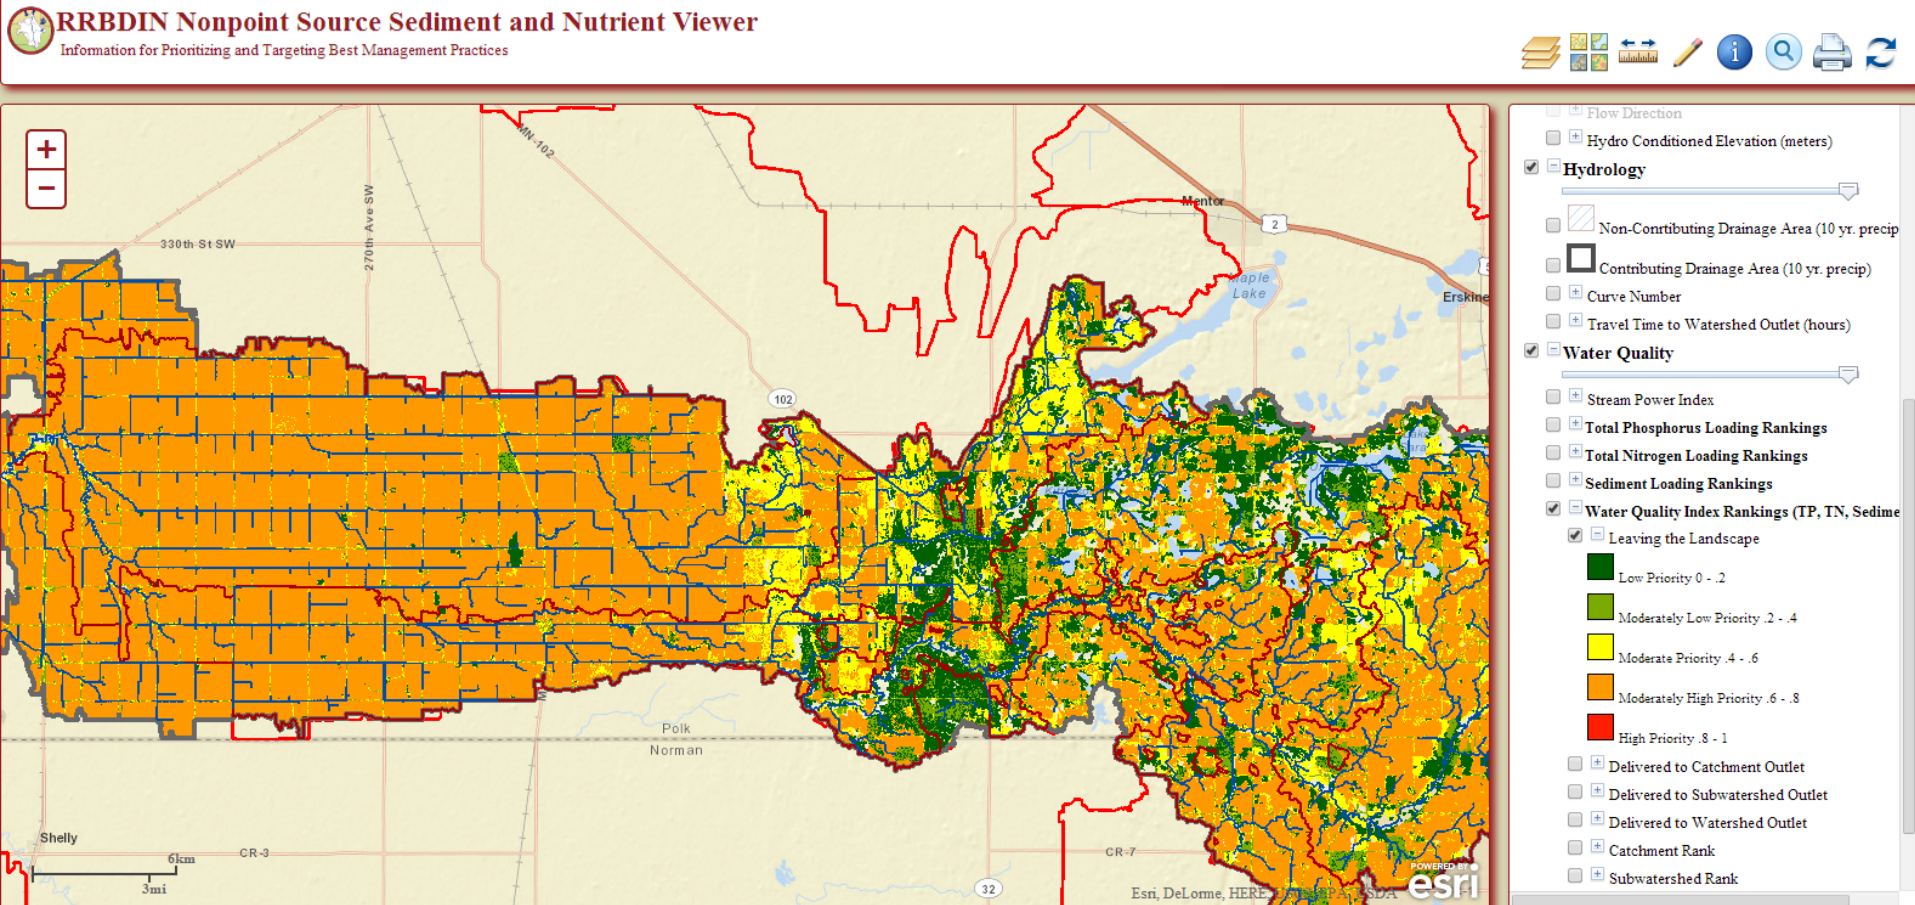 RRBDIN Nonpoint Source Sediment and Nutrient Viewer
Information for Prioritizing and Targeting Best Management Practices
+
−
MN-102
270th Ave SW
330th St SW
Mentor
2
Maple
Lake
Erskine
102
Polk
Norman
Shelly
CR-3
6km
3mi
32
CR-7
POWERED BY
esri
Esri, DeLorme, HERE,
Flow Direction
Hydro Conditioned Elevation (meters)
Hydrology
Non-Conrtibuting Drainage Area (10 yr. precip
Contributing Drainage Area (10 yr. precip)
Curve Number
Travel Time to Watershed Outlet (hours)
Water Quality
Stream Power Index
Total Phosphorus Loading Rankings
Total Nitrogen Loading Rankings
Sediment Loading Rankings
Water Quality Index Rankings (TP, TN, Sedime
Leaving the Landscape
Low Priority 0 - .2
Moderately Low Priority .2 - .4
Moderate Priority .4 - .6
Moderately High Priority .6 - .8
High Priority .8 - 1
Delivered to Catchment Outlet
Delivered to Subwatershed Outlet
Delivered to Watershed Outlet
Catchment Rank
Subwatershed Rank